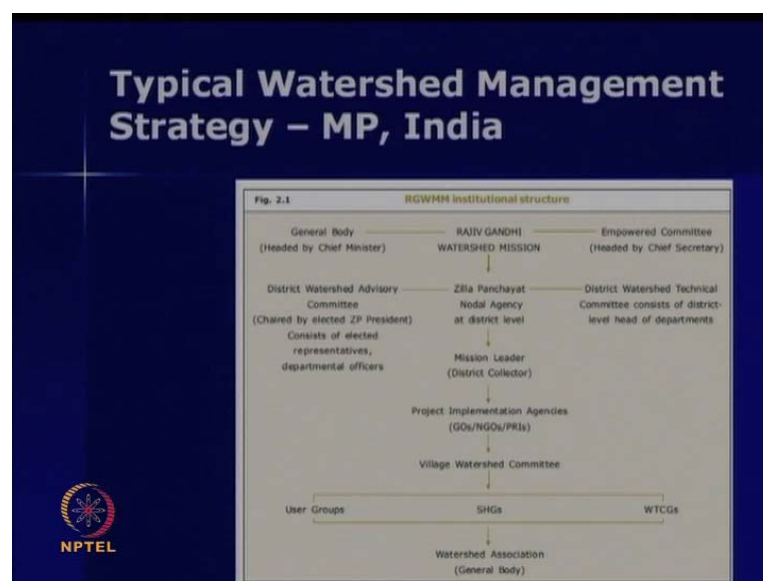 Typical Watershed Management
Strategy – MP, India
Fig. 2.1
RGWMM institutional structure
General Body
(Headed by Chief Minister)
RAJIV GANDHI
WATERSHED MISSION
Empowered Committee
(Headed by Chief Secretary)
District Watershed Advisory
Committee
(Chaired by elected ZP President)
Consists of elected
representatives,
departmental officers
Zilla Panchayat
Nodal Agency
at district level
District Watershed Technical
Committee consists of district-
level head of departments
Mission Leader
(District Collector)
Project Implementation Agencies
(GOs/NGOs/PRIs)
Village Watershed Committee
User Groups
SHGs
WTCGs
Watershed Association
(General Body)
NPTEL